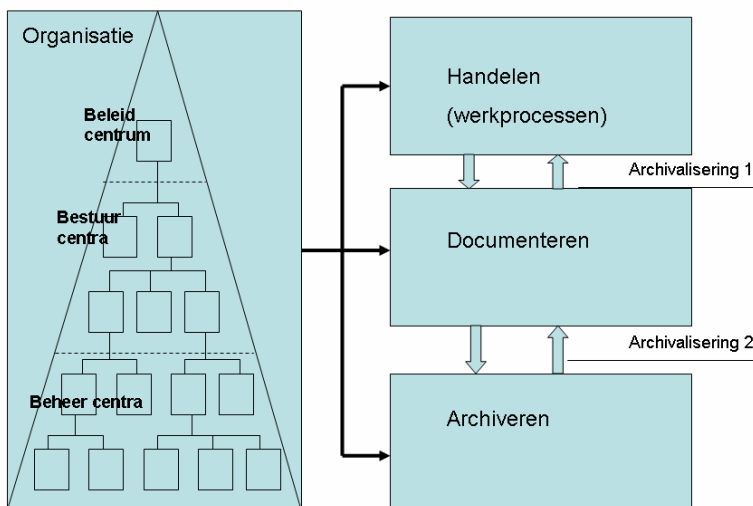 Organisatie
Beleid
centrum
Bestuur
centra
Beheer centra
Handelen
(werkprocessen)
Archivalisering 1
Documenteren
Archivalisering 2
Archiveren